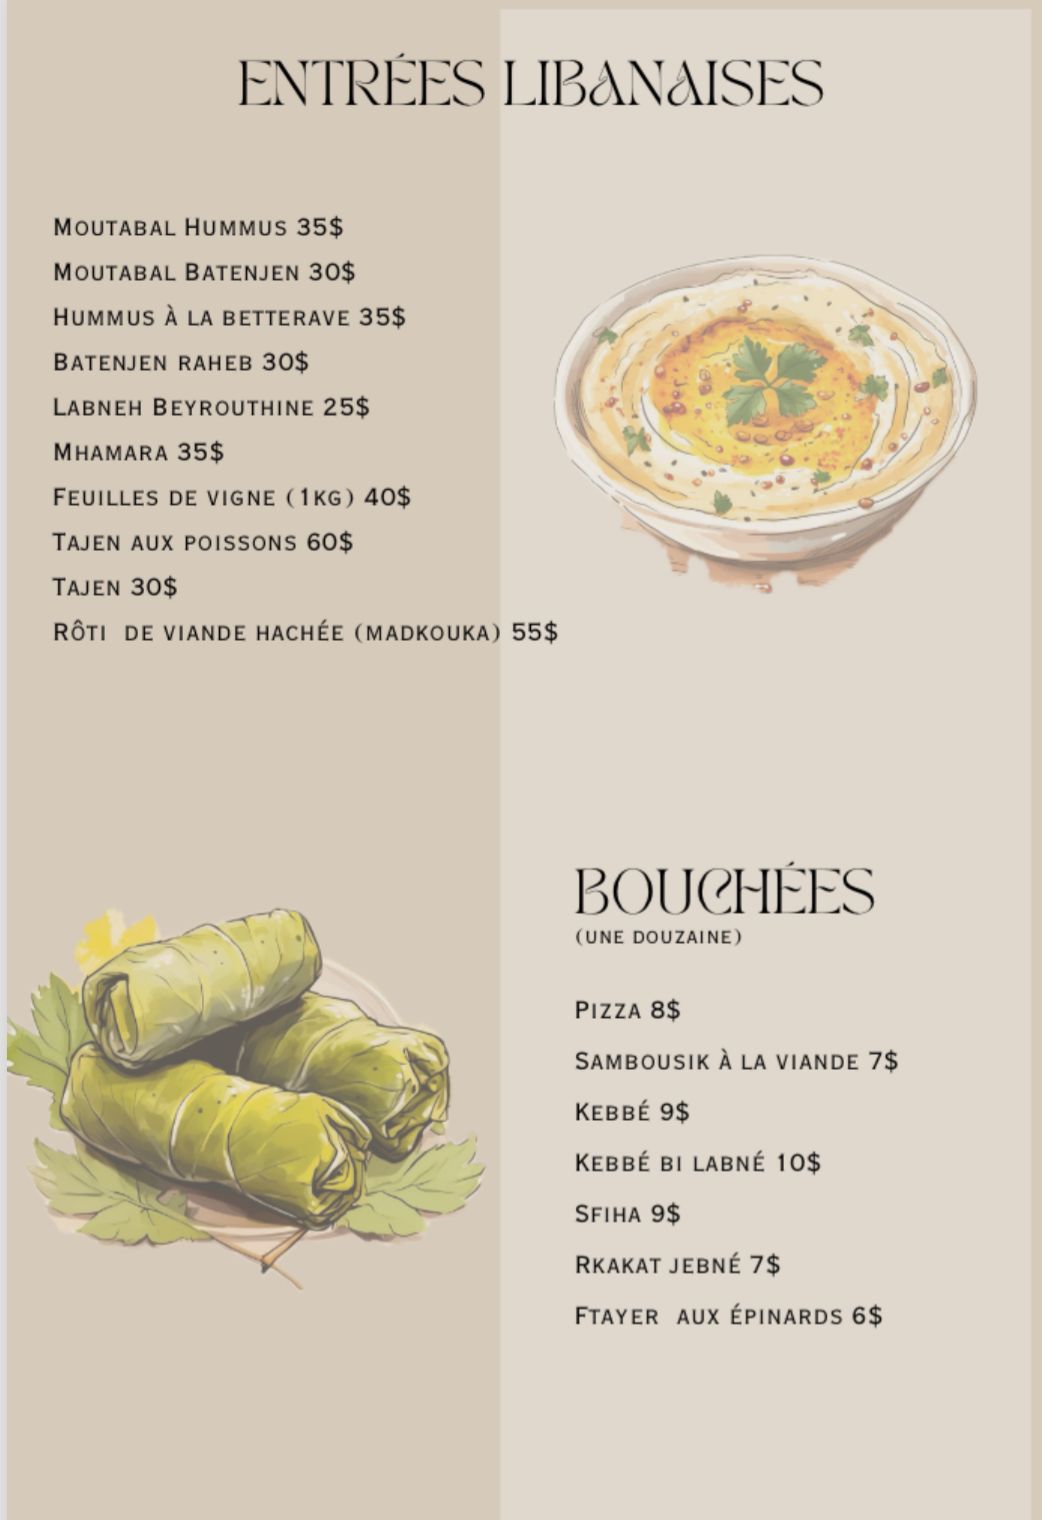 ENTRÉES LIBANAISES
MOUTABAL HUMMUS 35$
MOUTABAL BATENJEN 30$
HUMMUS À LA BETTERAVE 35$
BATENJEN RAHEB 30$
LABNEH BEYROUTHINE 25$
MHAMARA 35$
FEUILLES DE VIGNE (1KG) 40$
TAJEN AUX POISSONS 60$
TAJEN 30$
RÔTI DE VIANDE HACHÉE (MADKOUKA) 55$
BOUCHÉES
(UNE DOUZAINE)
PIZZA 8$
SAMBOUSIK À LA VIANDE 7$
KEBBÉ 9$
KEBBÉ BI LABNÉ 10$
SFIHA 9$
RKAKAT JEBNÉ 7$
FTAYER AUX ÉPINARDS 6$